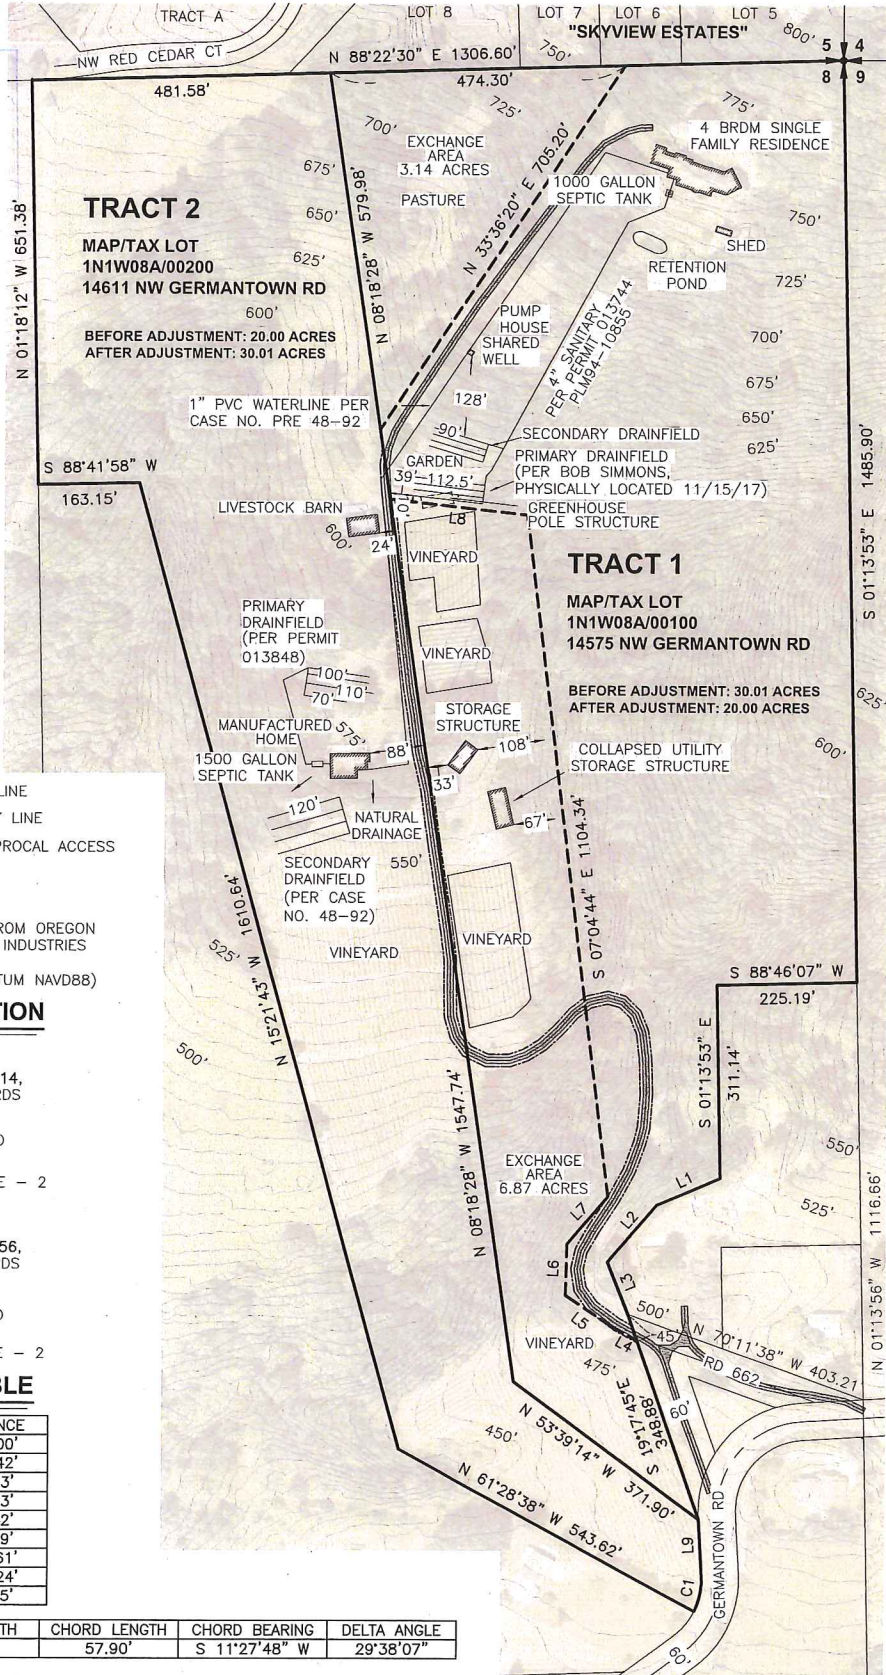 TRACT A
LOT 8
LOT 7
LOT 6
LOT 5
"SKYVIEW ESTATES"
800'
5 4
8 9
NW RED CEDAR CT
N 88°22'30" E 1306.60'
750'
481.58'
474.30'
725'
775'
700'
EXCHANGE
AREA
3.14 ACRES
PASTURE
4 BRDM SINGLE
FAMILY RESIDENCE
1000 GALLON
SEPTIC TANK
675'
N 01°18'12" W 651.38'
TRACT 2
MAP/TAX LOT
1N1W08A/00200
14611 NW GERMANTOWN RD
BEFORE ADJUSTMENT: 20.00 ACRES
AFTER ADJUSTMENT: 30.01 ACRES
650'
625'
600'
N 08°18'28" W 579.98'
N 33°36'20" E 705.20'
750'
SHED
RETENTION
POND
725'
PUMP
HOUSE
SHARED
WELL
4" SANITARY
PER PERMIT 013744
PLM94-10855
700'
675'
650'
625'
1" PVC WATERLINE PER
CASE NO. PRE 48-92
128'
90'
SECONDARY DRAINFIELD
GARDEN
39'
112.5'
PRIMARY DRAINFIELD
(PER BOB SIMMONS,
PHYSICALLY LOCATED 11/15/17)
GREENHOUSE
POLE STRUCTURE
S 01°13'53" E 1485.90'
S 88°41'58" W
163.15'
LIVESTOCK BARN
600'
24'
10'
L8
VINEYARD
TRACT 1
MAP/TAX LOT
1N1W08A/00100
14575 NW GERMANTOWN RD
BEFORE ADJUSTMENT: 30.01 ACRES
AFTER ADJUSTMENT: 20.00 ACRES
PRIMARY
DRAINFIELD
(PER PERMIT
013848)
VINEYARD
100'
110'
70'
625'
600'
MANUFACTURED
HOME
575'
STORAGE
STRUCTURE
88'
108'
1500 GALLON
SEPTIC TANK
33'
COLLAPSED UTILITY
STORAGE STRUCTURE
67'
120'
NATURAL
DRAINAGE
LINE
LINE
PROCAL ACCESS
SECONDARY
DRAINFIELD
(PER CASE
NO. 48-92)
550'
S 07°04'44" E 1104.34'
ROM OREGON
INDUSTRIES
TUM NAVD88)
TION
525'
VINEYARD
VINEYARD
N 15°21'43" W 1610.64'
S 88°46'07" W
225.19'
500'
14,
RDS
S 01°13'53" E
311.14'
E - 2
N 08°18'28" W 1547.74'
EXCHANGE
AREA
6.87 ACRES
550'
525'
L1
L2
L7
L6
L3
L5
L4
56,
RDS
E - 2
N 01°13'56" W 1116.66'
500'
45'
N 70°11'38" W 403.21
RD 662
VINEYARD
475'
60'
S 19°17'45" E
348.88'
BLE
NCE
00'
42'
3'
3'
2'
9'
61'
24'
5'
450'
N 53°39'14" W 371.90'
N 61°28'38" W 543.62'
L9
C1
GERMANTOWN RD
60'
TH
CHORD LENGTH
CHORD BEARING
DELTA ANGLE
57.90'
S 11°27'48" W
29°38'07"